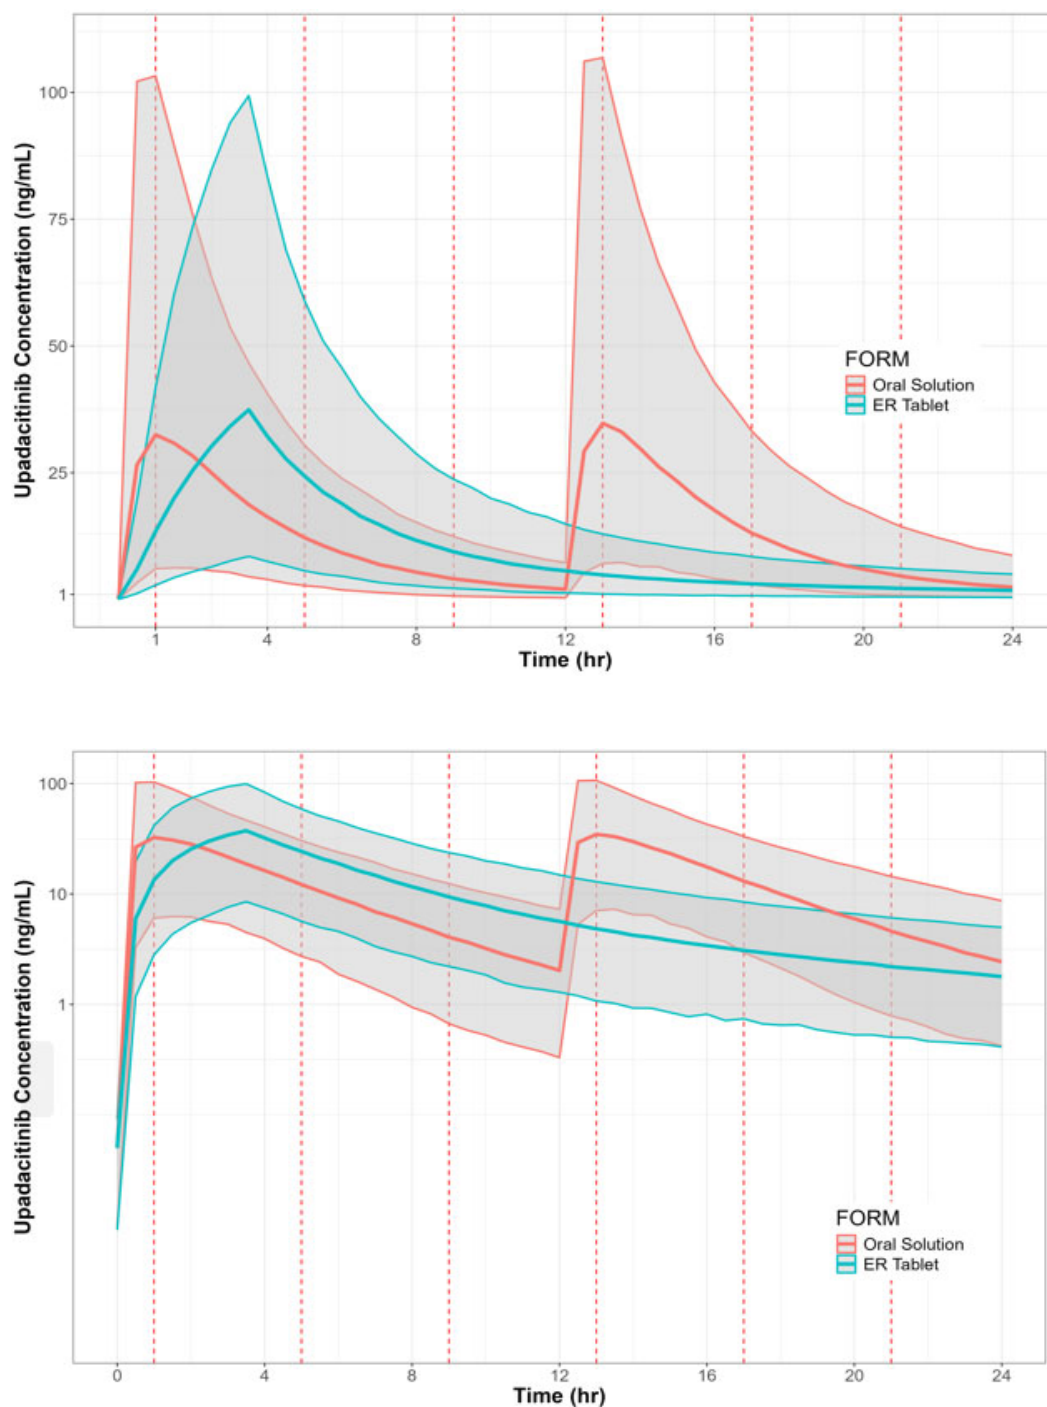 Upadacitinib Concentration (ng/mL)
100
75
50
25
1
FORM
Oral Solution
ER Tablet
1
4
8
12
16
20
24
Time (hr)
Upadacitinib Concentration (ng/mL)
100
10
1
FORM
Oral Solution
ER Tablet
0
4
8
12
16
20
24
Time (hr)